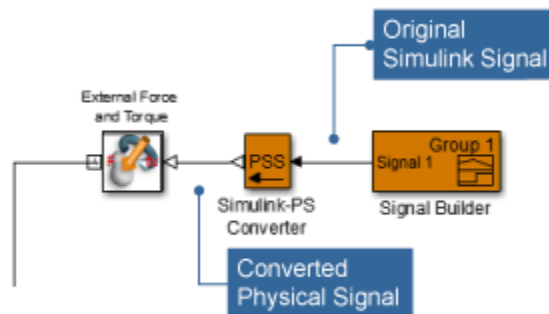 Original
Simulink Signal
External Force
and Torque
Group 1
Signal 1
PSS
Simulink-PS
Converter
Signal Builder
Converted
Physical Signal